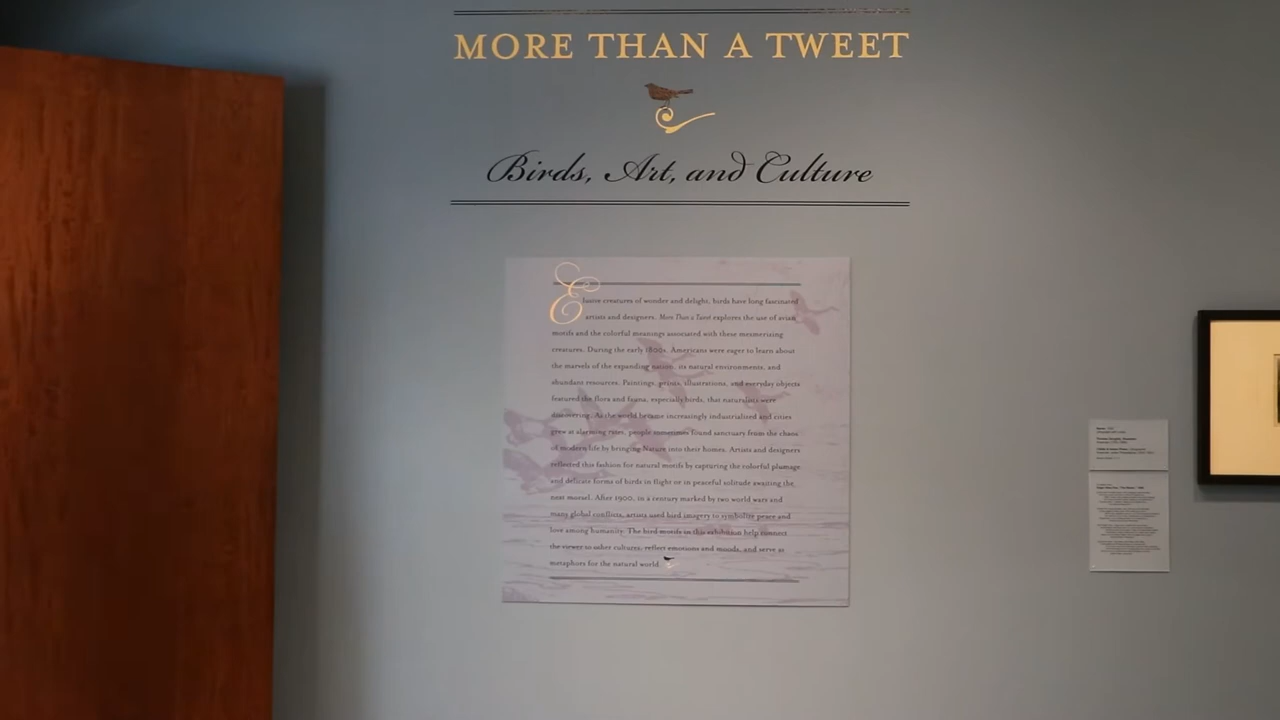 MORE THAN A TWEET
Birds, Art, and Culture
Elusive creatures of wonder and delight, birds have long fascinated
artists and designers. More Than a Tweet explores the use of avian
motifs and the colorful meanings associated with these mesmerizing
creatures. During the early 1800s, Americans were eager to learn about
the marvels of the expanding nation, its natural environments, and
abundant resources. Paintings, prints, illustrations, and everyday objects
featured the flora and fauna, especially birds, that naturalists were
discovering. As the world became increasingly industrialized and cities
grew at alarming rates, people sometimes found sanctuary from the chaos
of modern life by bringing Nature into their homes. Artists and designers
reflected this fashion for natural motifs by capturing the colorful plumage
and delicate forms of birds in flight or in peaceful solitude awaiting the
next morsel. After 1900, in a century marked by two world wars and
many global conflicts, artists used bird imagery to symbolize peace and
love among humanity. The bird motifs in this exhibition help connect
the viewer to other cultures, reflect emotions and moods, and serve as
metaphors for the natural world.